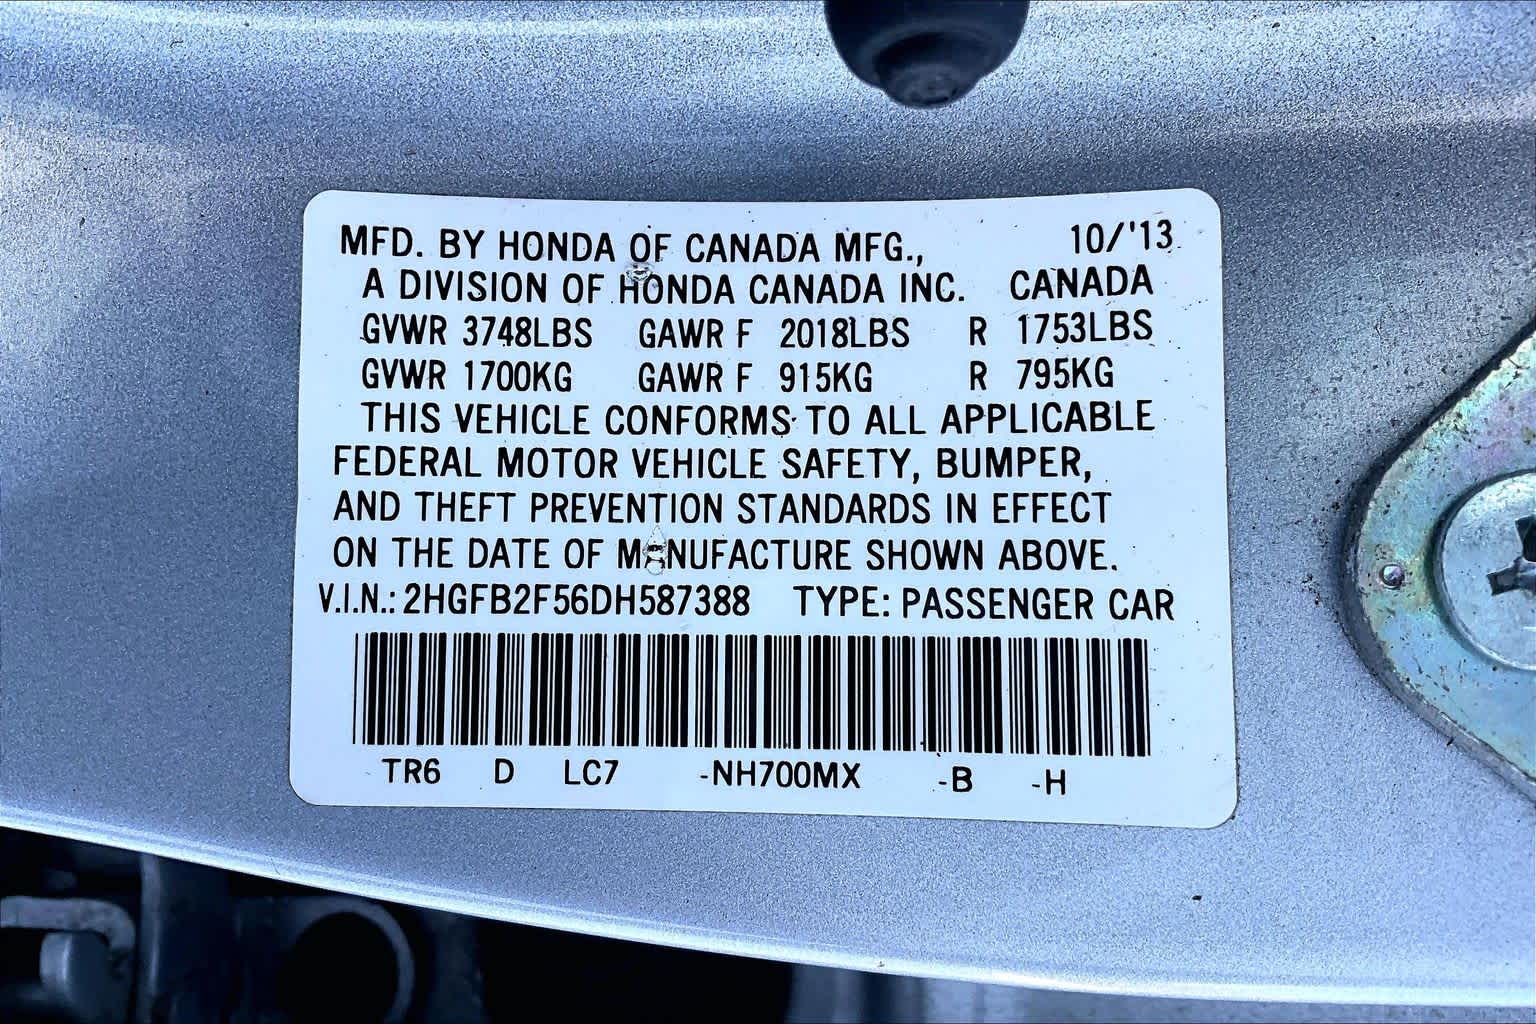 MFD. BY HONDA OF CANADA MFG., 10/'13
A DIVISION OF HONDA CANADA INC. CANADA
GVWR 3748LBS GAWR F 2018LBS R 1753LBS
GVWR 1700KG GAWR F 915KG R 795KG
THIS VEHICLE CONFORMS TO ALL APPLICABLE
FEDERAL MOTOR VEHICLE SAFETY, BUMPER,
AND THEFT PREVENTION STANDARDS IN EFFECT
ON THE DATE OF MANUFACTURE SHOWN ABOVE.
V.I.N.: 2HGFB2F56DH587388 TYPE: PASSENGER CAR
TR6 D LC7 -NH700MX -B -H